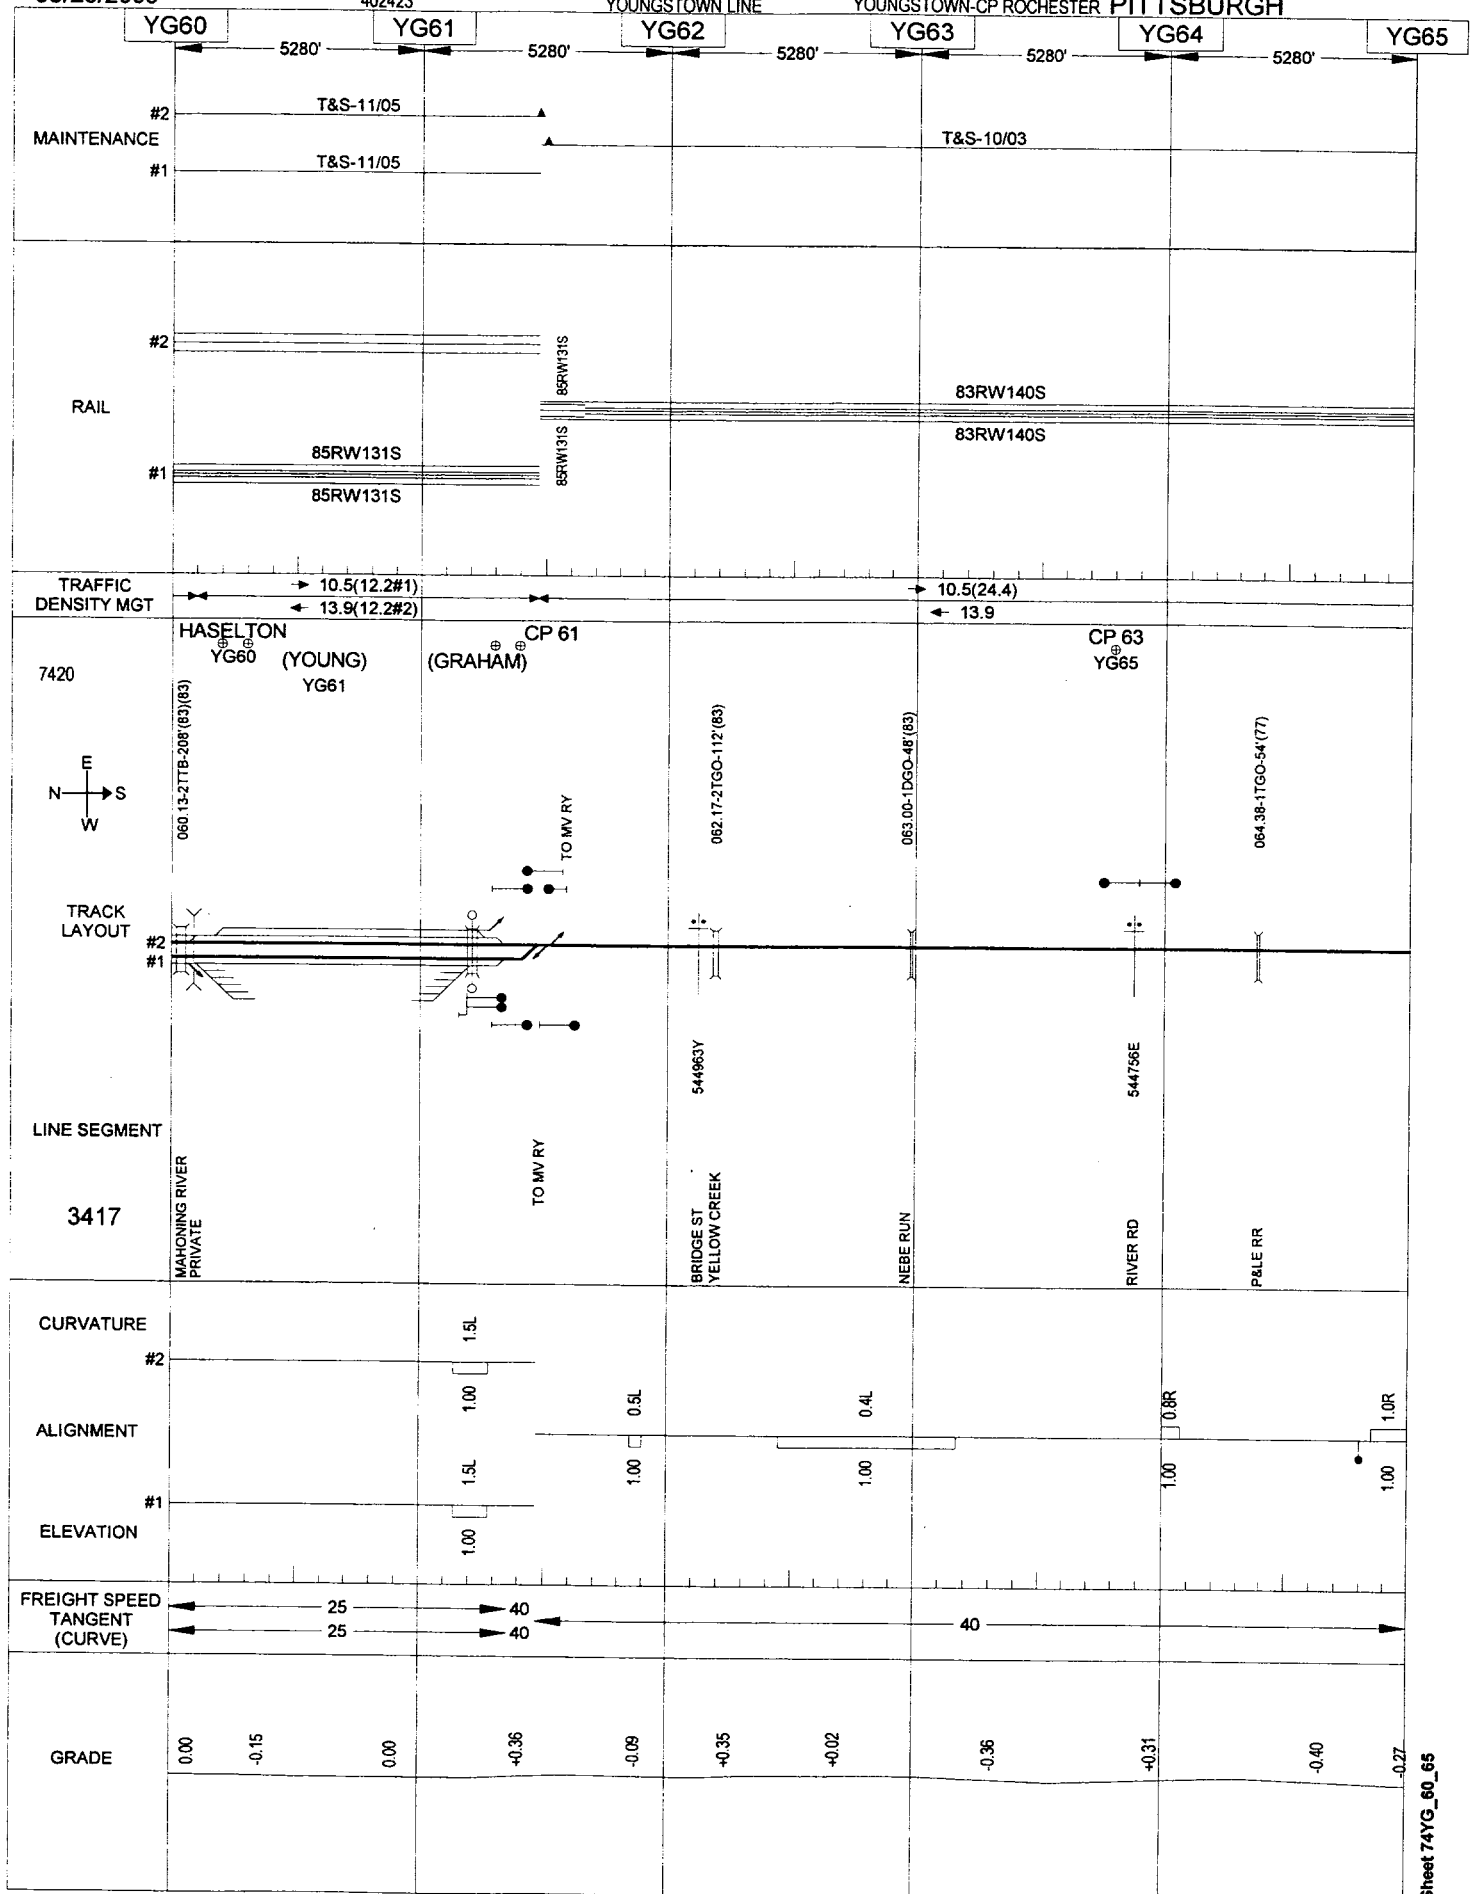 402423 YOUNGSTOWN LINE YOUNGSTOWN-CP ROCHESTER PITTSBURGH
YG60 YG61 YG62 YG63 YG64 YG65
5280' 5280' 5280' 5280' 5280'
#2 T&S-11/05
MAINTENANCE T&S-10/03
#1 T&S-11/05
#2
85RW131S
RAIL
83RW140S
83RW140S
85RW131S
#1
85RW131S
85RW131S
TRAFFIC
DENSITY MGT
10.5(12.2#1) 10.5(24.4)
13.9(12.2#2) 13.9
HASELTON CP 61 CP 63
YG60 (YOUNG) (GRAHAM) YG65
7420 YG61
E
N S
W
060.13-2TTB-208'(83)(83)
TO MV RY
062.17-2TGO-112'(83)
063.00-1DGO-48'(83)
064.38-1TGO-54'(77)
TRACK
LAYOUT
#2
#1
544963Y
544756E
LINE SEGMENT
3417
MAHONING RIVER
PRIVATE
TO MV RY
BRIDGE ST
YELLOW CREEK
NEBE RUN
RIVER RD
P&LE RR
CURVATURE
#2
1.5L
1.00
ALIGNMENT
0.5L
1.00
0.4L
1.00
0.8R
1.00
1.0R
1.00
#1
1.5L
1.00
ELEVATION
FREIGHT SPEED
TANGENT
(CURVE)
25 40
25 40
40
GRADE
0.00 -0.15 0.00 +0.36 -0.09 +0.35 +0.02 -0.36 +0.31 -0.40 -0.27
Sheet 74YG_60_65